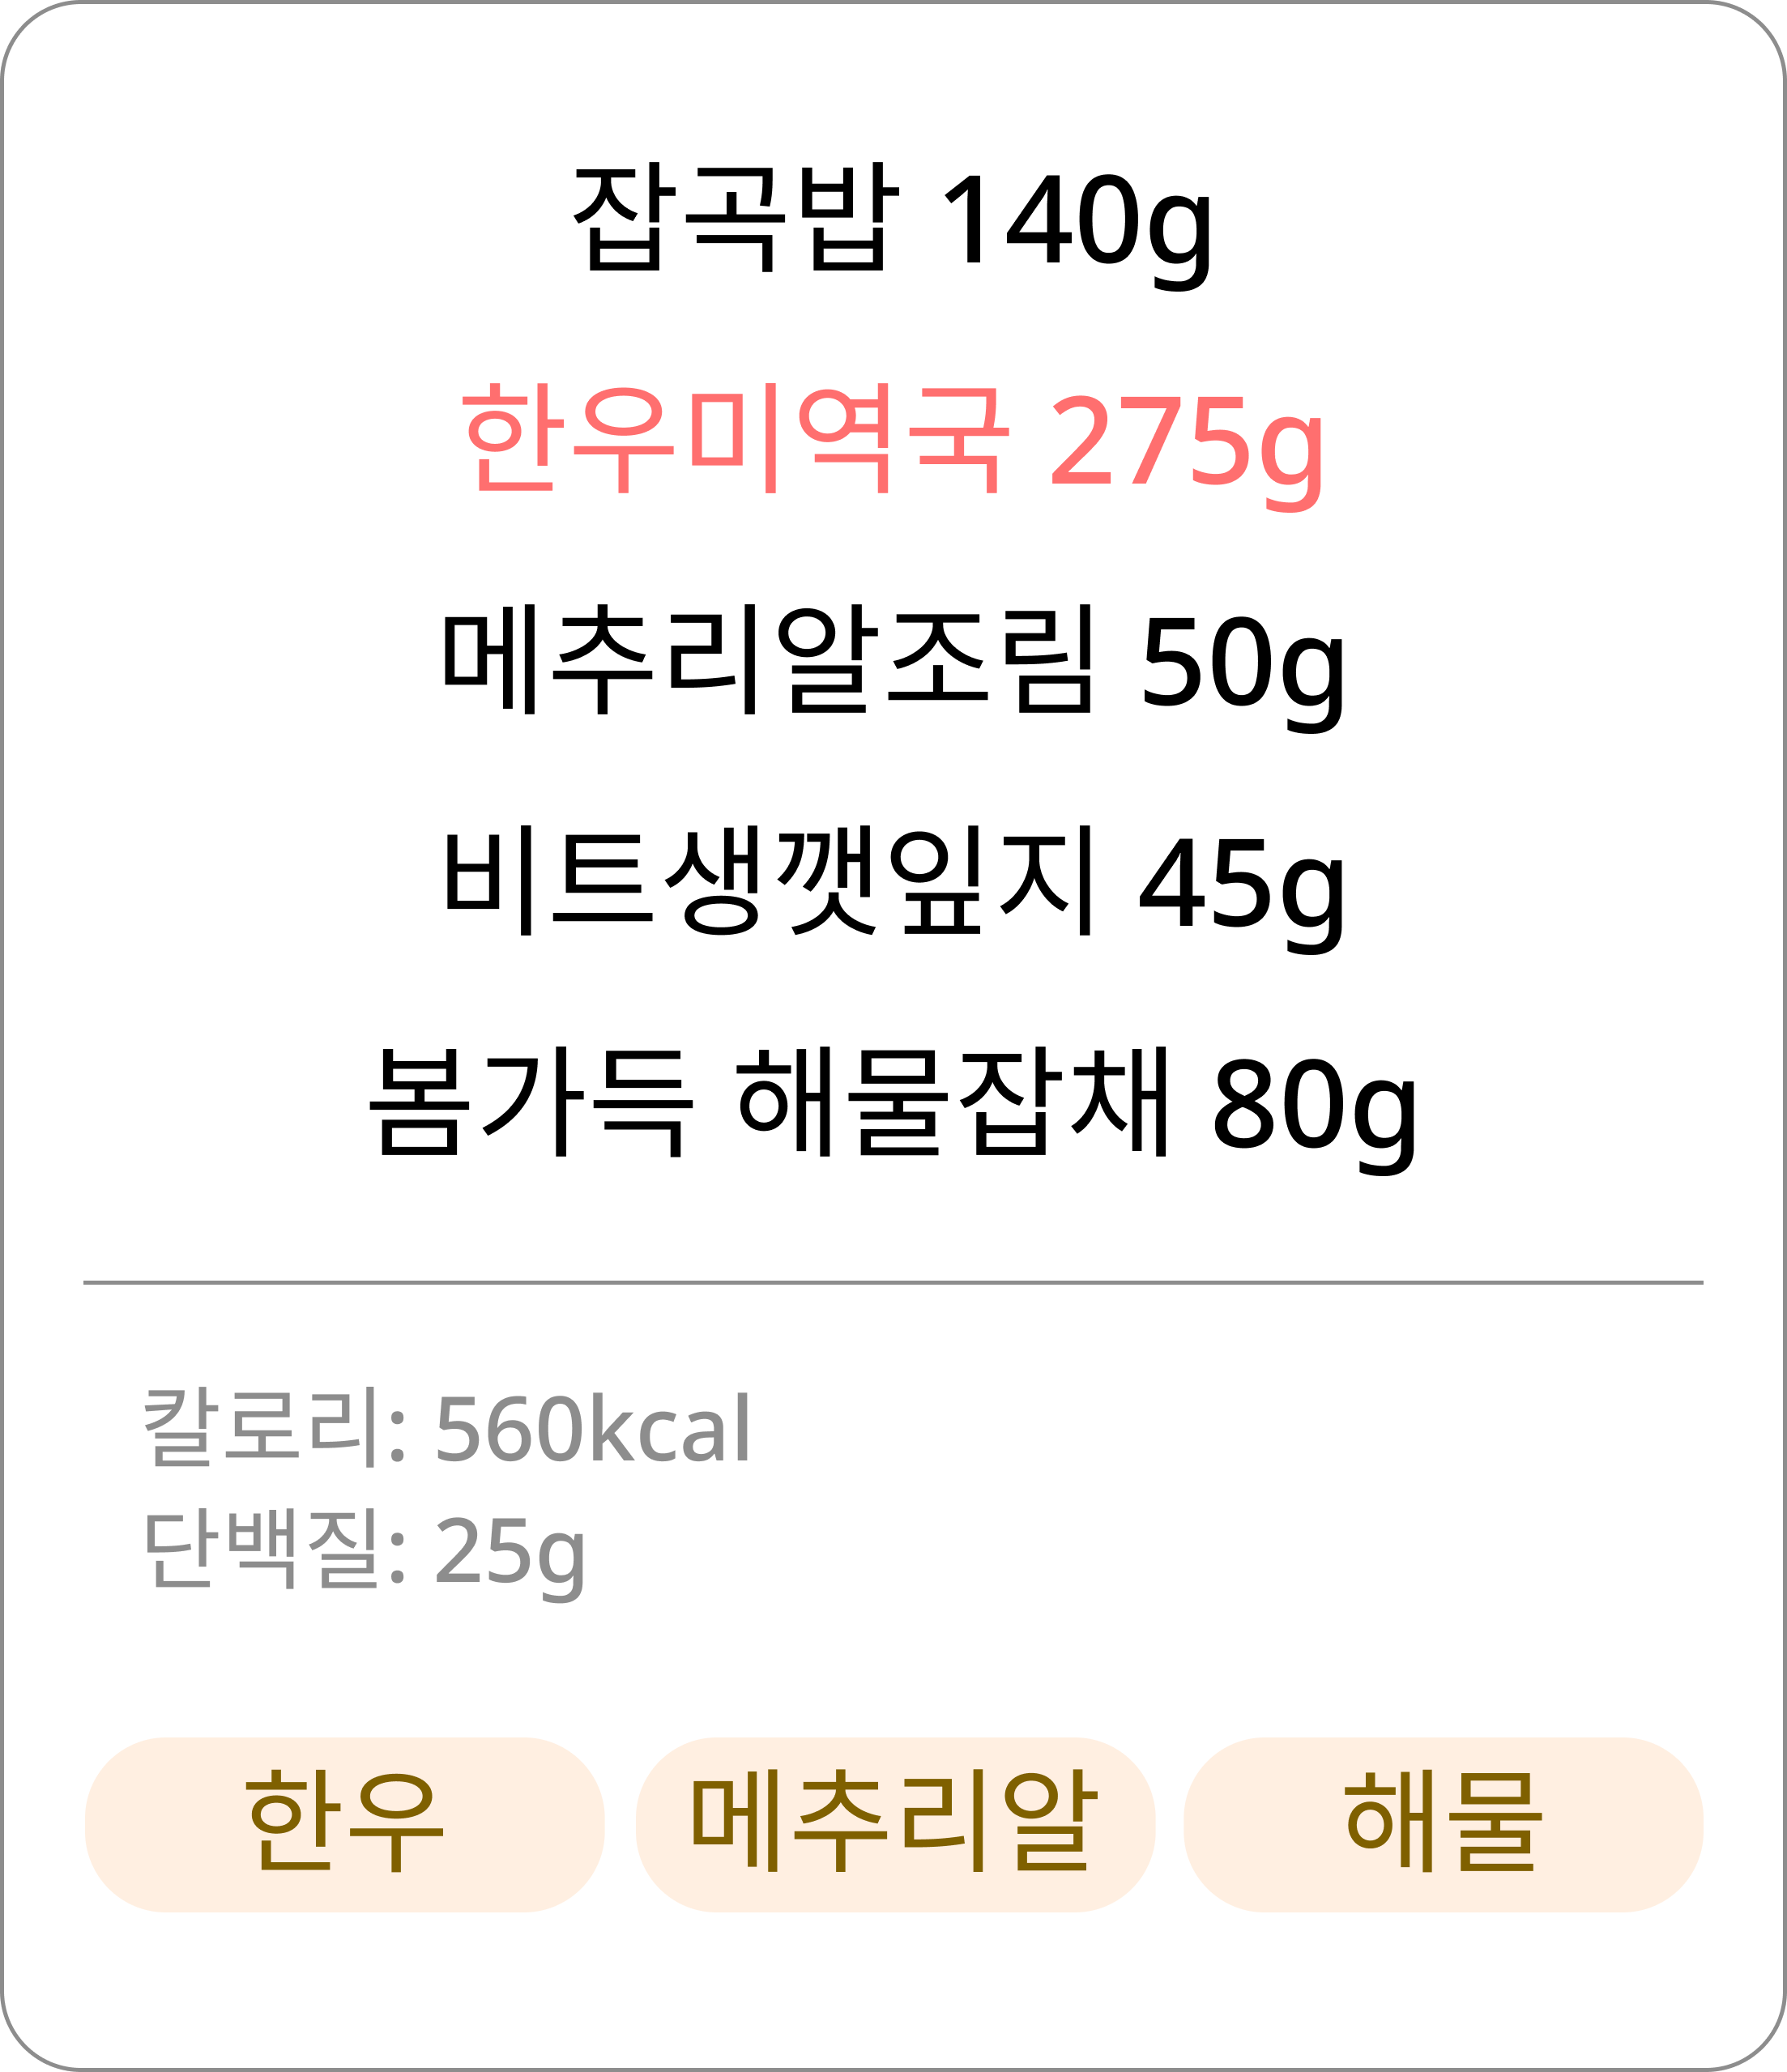 잡곡밥 140g
한우미역국 275g
메추리알조림 50g
비트생깻잎지 45g
봄가득 해물잡채 80g
칼로리: 560kcal
단백질: 25g
한우 메추리알 해물